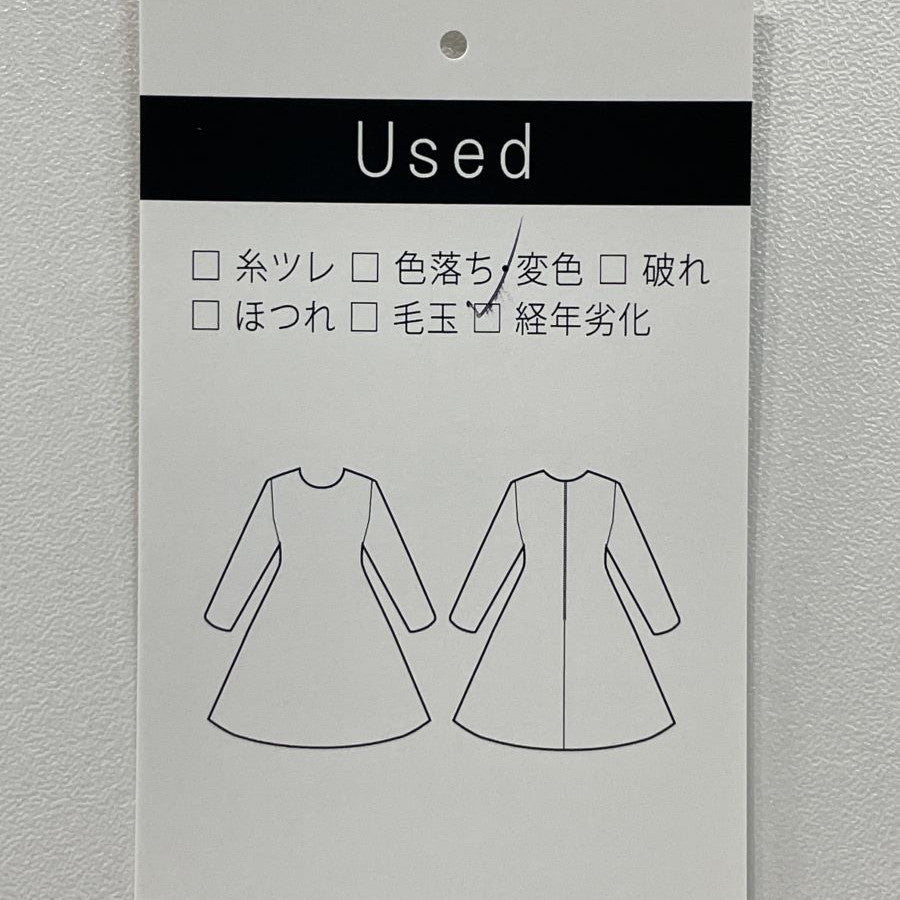 Used
□ 糸ツレ □ 色落ち・変色 □ 破れ
□ ほつれ □ 毛玉 ☑ 経年劣化